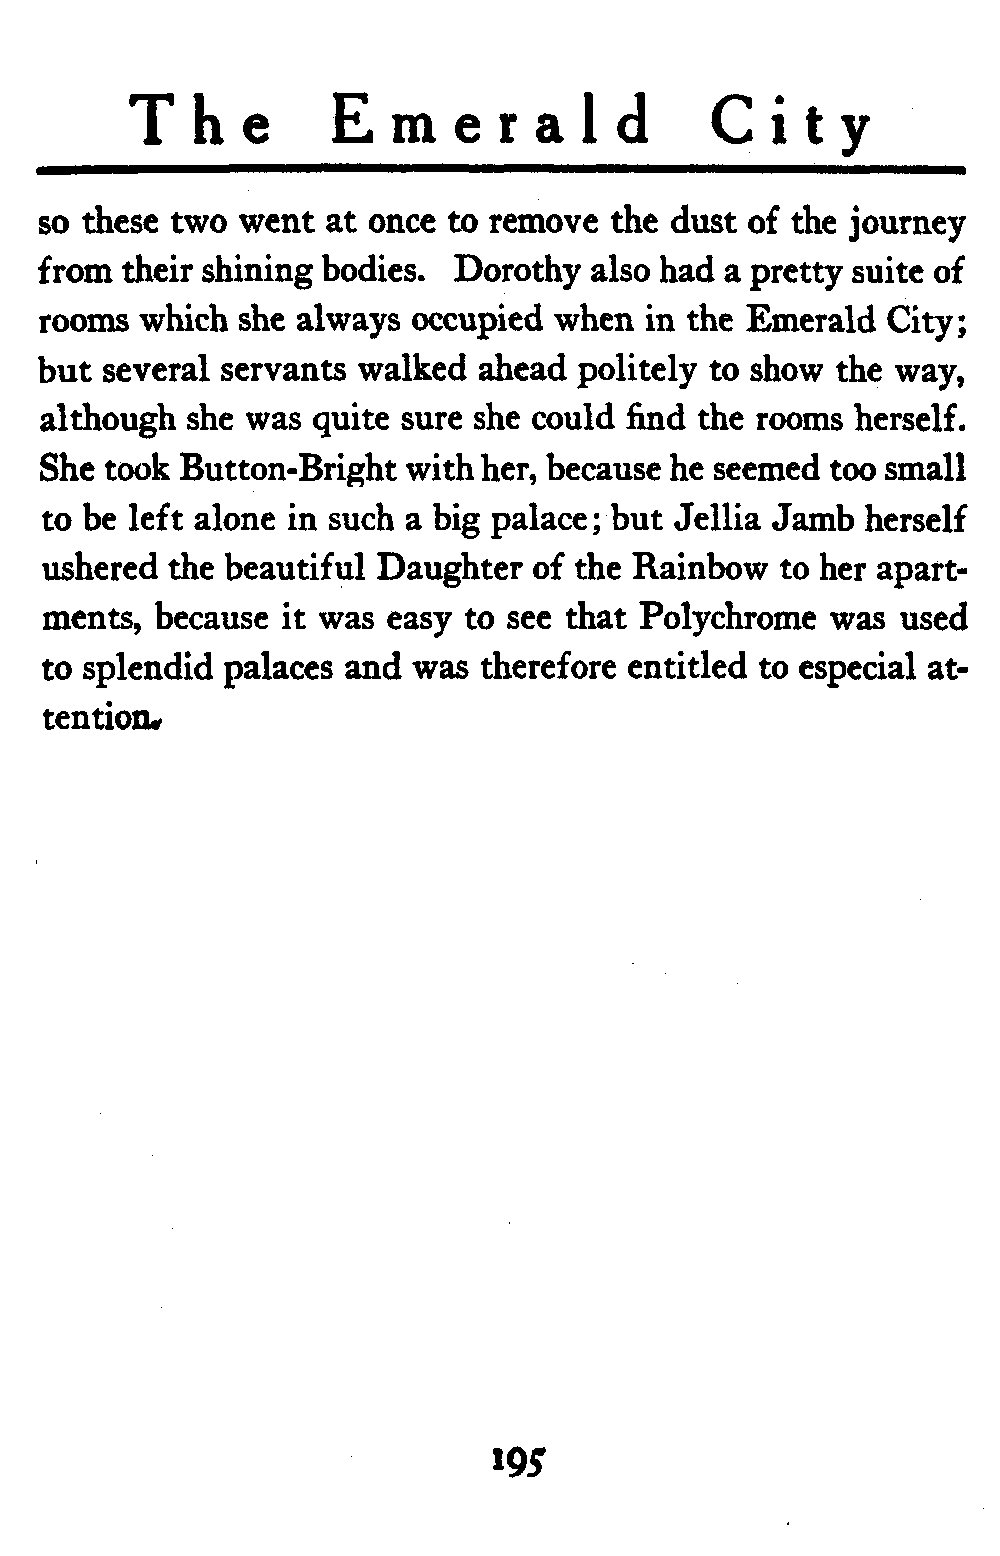 The Emerald City
so these two went at once to remove the dust of the journey
from their shining bodies. Dorothy also had a pretty suite of
rooms which she always occupied when in the Emerald City;
but several servants walked ahead politely to show the way,
although she was quite sure she could find the rooms herself.
She took Button-Bright with her, because he seemed too small
to be left alone in such a big palace; but Jellia Jamb herself
ushered the beautiful Daughter of the Rainbow to her apart-
ments, because it was easy to see that Polychrome was used
to splendid palaces and was therefore entitled to especial at-
tention.
195